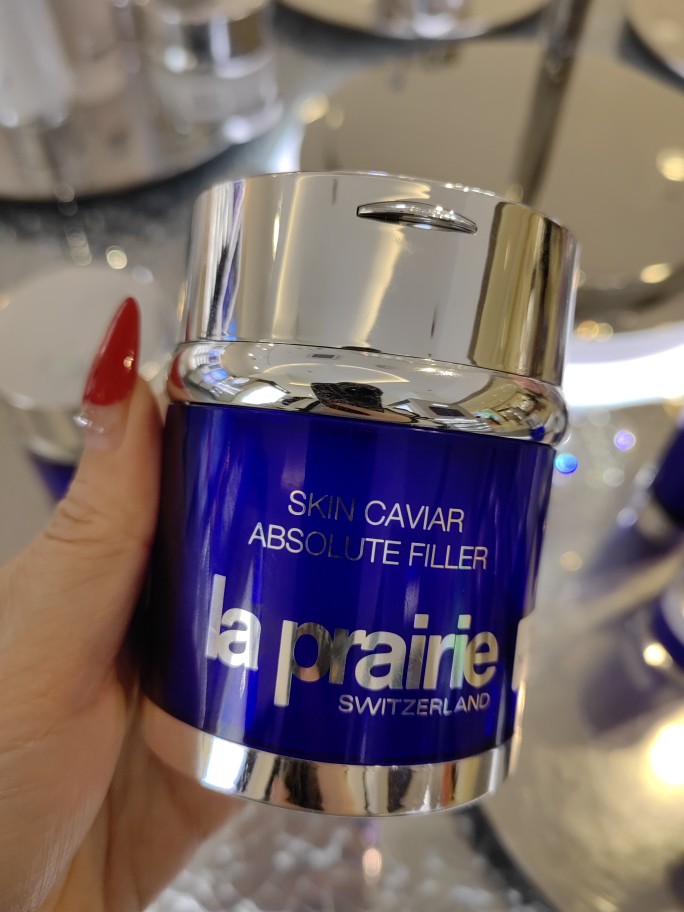 SKIN CAVIAR
ABSOLUTE FILLER
la prairie
SWITZERLAND